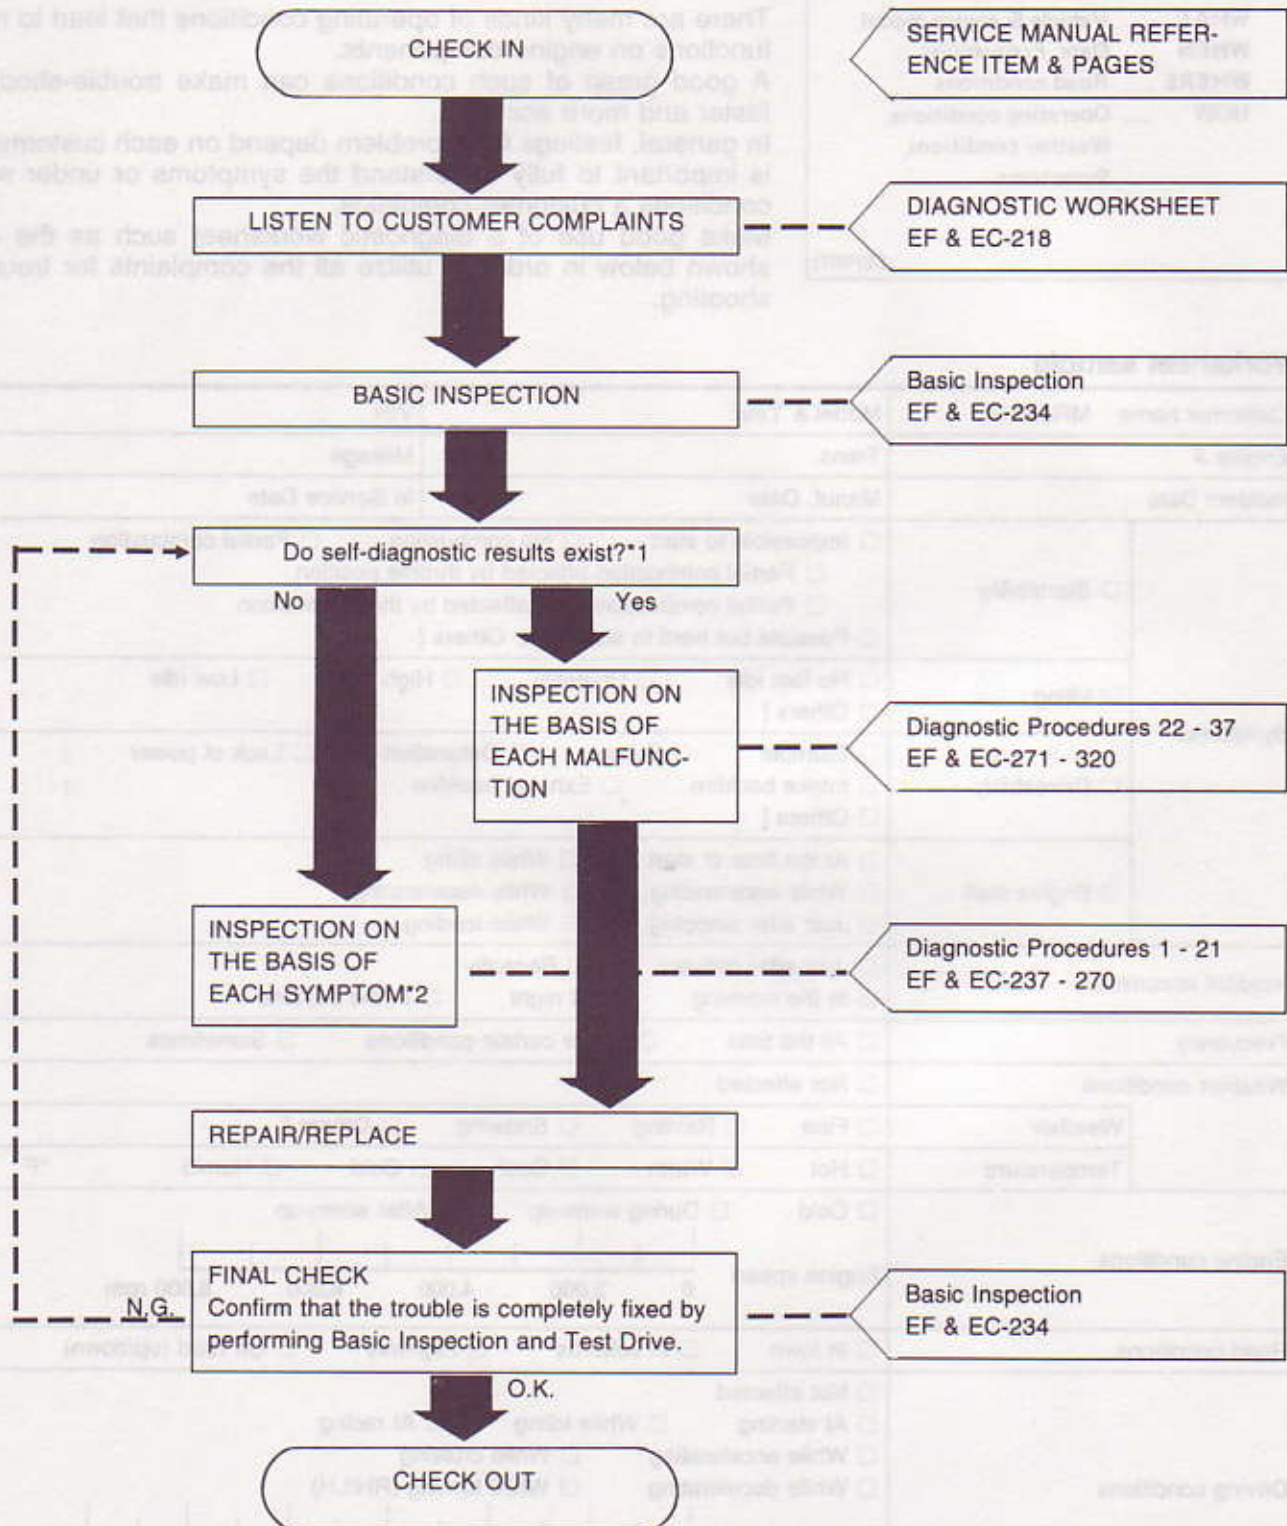 CHECK IN
SERVICE MANUAL REFER-
ENCE ITEM & PAGES
LISTEN TO CUSTOMER COMPLAINTS
DIAGNOSTIC WORKSHEET
EF & EC-218
BASIC INSPECTION
Basic Inspection
EF & EC-234
Do self-diagnostic results exist?*1
No
Yes
INSPECTION ON
THE BASIS OF
EACH MALFUNC-
TION
Diagnostic Procedures 22 - 37
EF & EC-271 - 320
INSPECTION ON
THE BASIS OF
EACH SYMPTOM*2
Diagnostic Procedures 1 - 21
EF & EC-237 - 270
REPAIR/REPLACE
FINAL CHECK
Confirm that the trouble is completely fixed by
performing Basic Inspection and Test Drive.
N.G.
Basic Inspection
EF & EC-234
O.K.
CHECK OUT